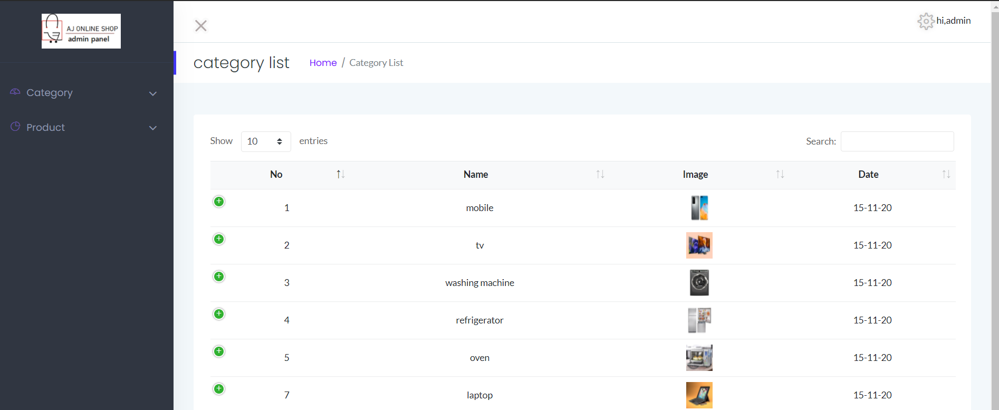 AJ ONLINE SHOP
admin panel
hi,admin
category list
Home / Category List
Category
Product
Show 10 entries
Search:
No Name Image Date
1 mobile 15-11-20
2 tv 15-11-20
3 washing machine 15-11-20
4 refrigerator 15-11-20
5 oven 15-11-20
7 laptop 15-11-20